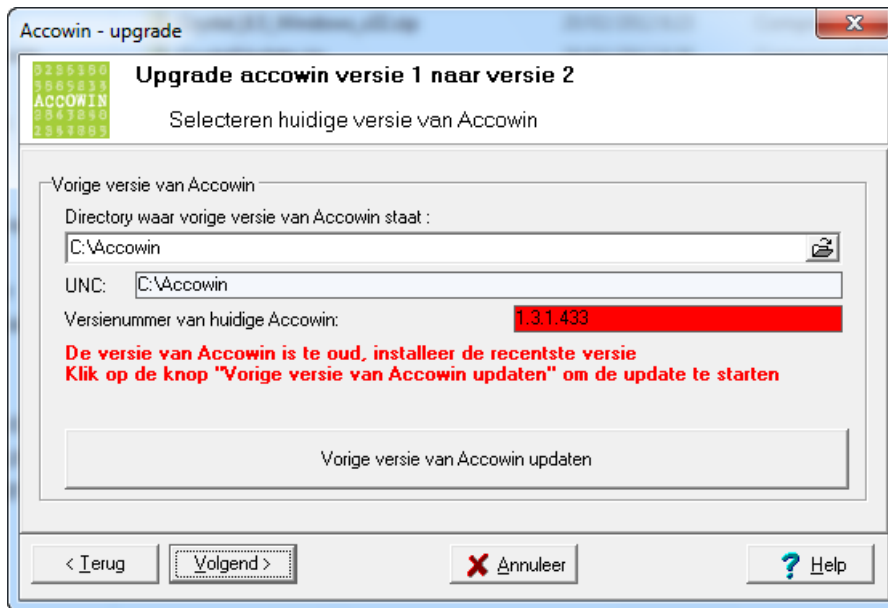 Accowin - upgrade
ACCOWIN
Upgrade accowin versie 1 naar versie 2
Selecteren huidige versie van Accowin
Vorige versie van Accowin
Directory waar vorige versie van Accowin staat :
C:\Accowin
UNC: C:\Accowin
Versienummer van huidige Accowin: 1.3.1.433
De versie van Accowin is te oud, installeer de recentste versie
Klik op de knop "Vorige versie van Accowin updaten" om de update te starten
Vorige versie van Accowin updaten
< Terug Volgend > Annuleer ? Help